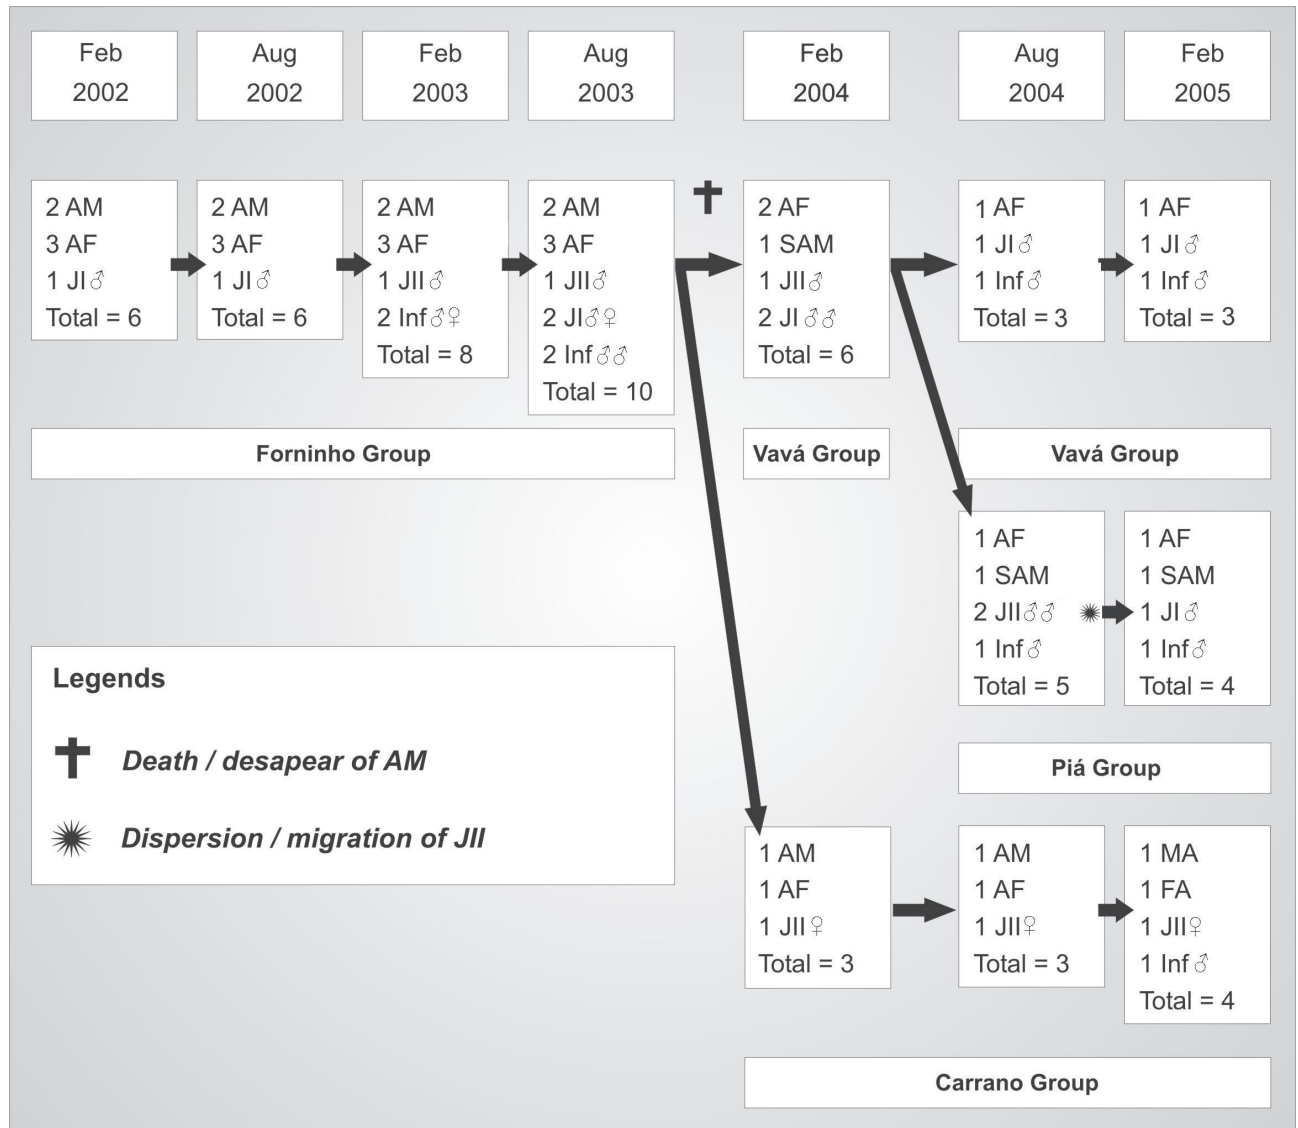 Feb
2002
Aug
2002
Feb
2003
Aug
2003
Feb
2004
Aug
2004
Feb
2005
2 AM
3 AF
1 JI♂
Total = 6
2 AM
3 AF
1 JI♂
Total = 6
2 AM
3 AF
1 JII♂
2 Inf♂♀
Total = 8
2 AM
3 AF
1 JII♂
2 JI♂♀
2 Inf♂♂
Total = 10
2 AF
1 SAM
1 JII♂
2 JI ♂♂
Total = 6
1 AF
1 JI♂
1 Inf♂
Total = 3
1 AF
1 JI♂
1 Inf♂
Total = 3
Forninho Group
Vavá Group
Vavá Group
1 AF
1 SAM
2 JII♂♂
1 Inf♂
Total = 5
1 AF
1 SAM
1 JI♂
1 Inf♂
Total = 4
Piá Group
Legends
Death / desapear of AM
Dispersion / migration of JII
1 AM
1 AF
1 JII♀
Total = 3
1 AM
1 AF
1 JII♀
Total = 3
1 MA
1 FA
1 JII♀
1 Inf♂
Total = 4
Carrano Group